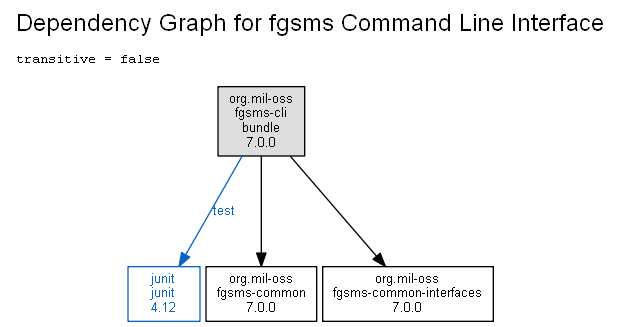 Dependency Graph for fgsms Command Line Interface
transitive = false
org.mil-oss
fgsms-cli
bundle
7.0.0
test
junit
junit
4.12
org.mil-oss
fgsms-common
7.0.0
org.mil-oss
fgsms-common-interfaces
7.0.0